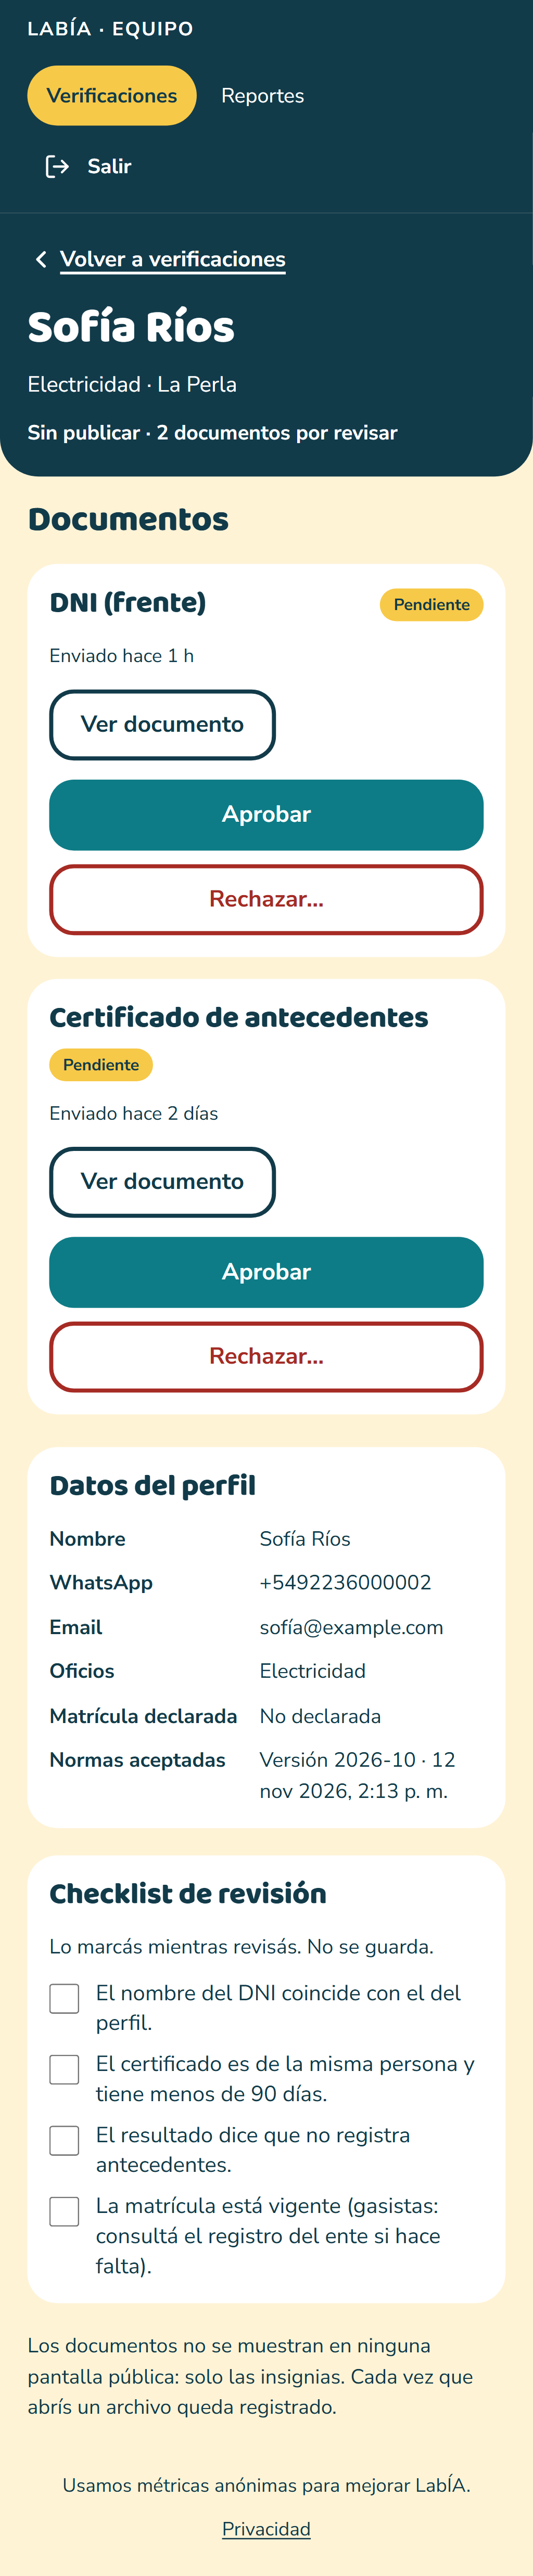 LABÍA · EQUIPO
Verificaciones
Reportes
Salir
Volver a verificaciones
Sofía Ríos
Electricidad · La Perla
Sin publicar · 2 documentos por revisar
Documentos
DNI (frente)
Pendiente
Enviado hace 1 h
Ver documento
Aprobar
Rechazar...
Certificado de antecedentes
Pendiente
Enviado hace 2 días
Ver documento
Aprobar
Rechazar...
Datos del perfil
Nombre Sofía Ríos
WhatsApp +5492236000002
Email sofía@example.com
Oficios Electricidad
Matrícula declarada No declarada
Normas aceptadas Versión 2026-10 · 12
nov 2026, 2:13 p. m.
Checklist de revisión
Lo marcás mientras revisás. No se guarda.
El nombre del DNI coincide con el del
perfil.
El certificado es de la misma persona y
tiene menos de 90 días.
El resultado dice que no registra
antecedentes.
La matrícula está vigente (gasistas:
consultá el registro del ente si hace
falta).
Los documentos no se muestran en ninguna
pantalla pública: solo las insignias. Cada vez que
abrís un archivo queda registrado.
Usamos métricas anónimas para mejorar LabÍA.
Privacidad